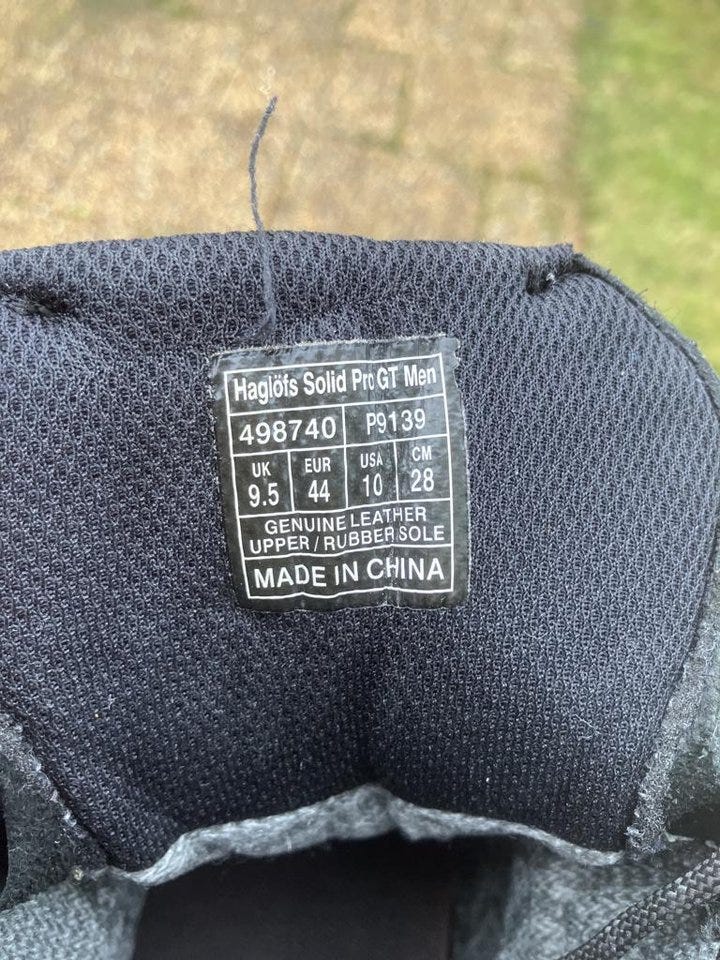 Haglöfs Solid Pro GT Men
498740 P9139
UK EUR USA CM
9.5 44 10 28
GENUINE LEATHER
UPPER / RUBBER SOLE
MADE IN CHINA